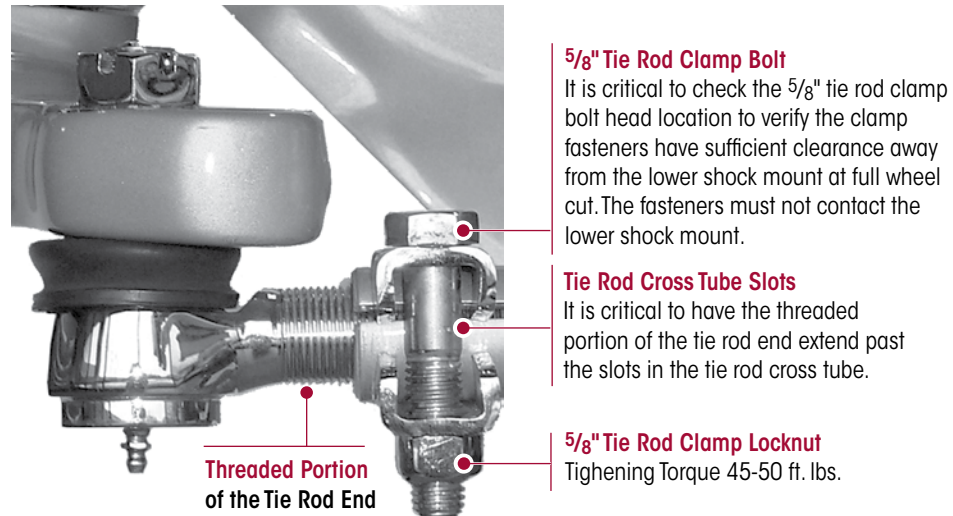 5/8" Tie Rod Clamp Bolt
It is critical to check the 5/8" tie rod clamp
bolt head location to verify the clamp
fasteners have sufficient clearance away
from the lower shock mount at full wheel
cut. The fasteners must not contact the
lower shock mount.
Tie Rod Cross Tube Slots
It is critical to have the threaded
portion of the tie rod end extend past
the slots in the tie rod cross tube.
5/8" Tie Rod Clamp Locknut
Tighening Torque 45-50 ft. lbs.
Threaded Portion
of the Tie Rod End